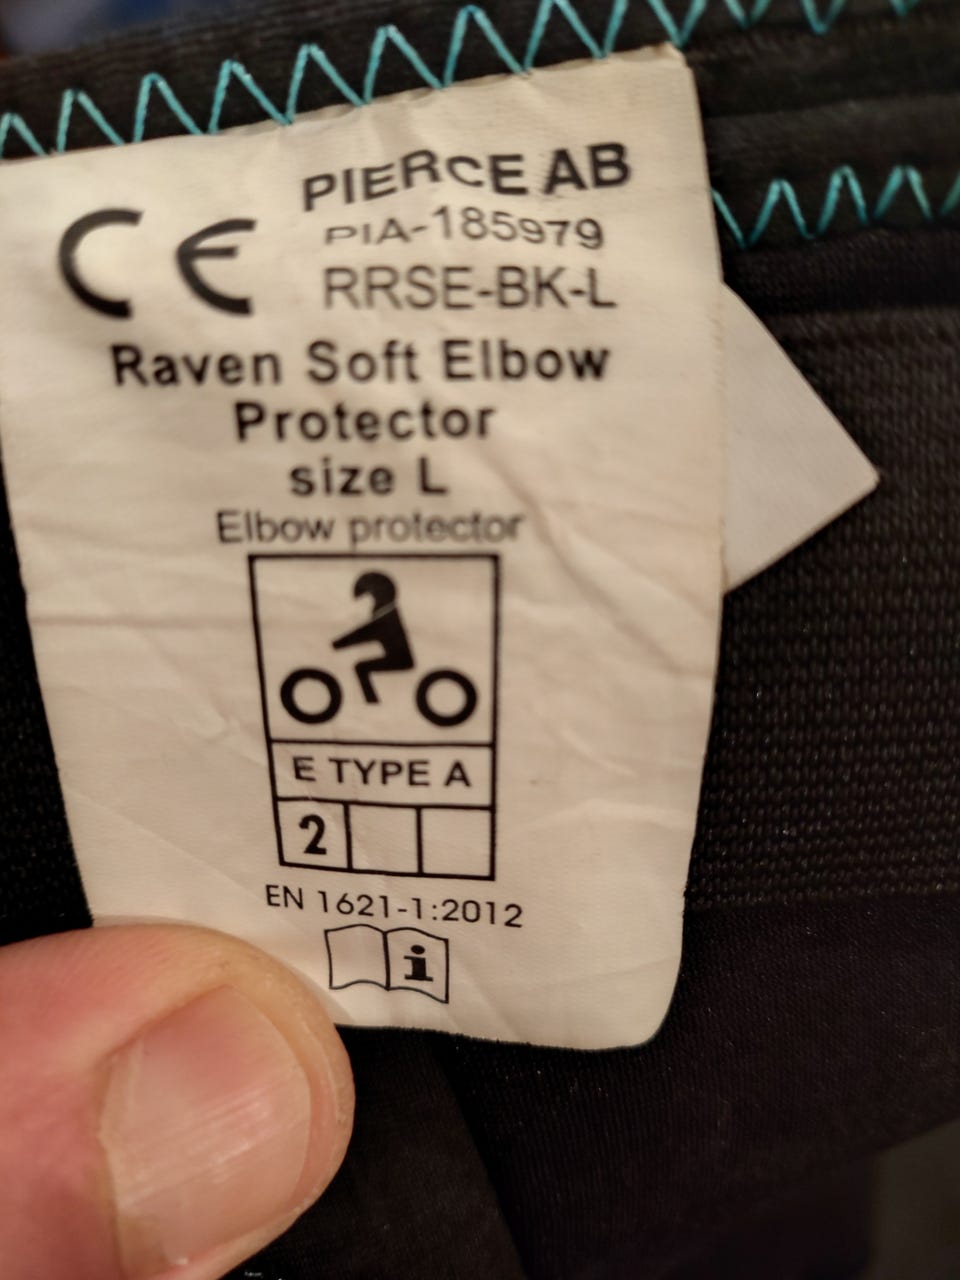 CE
PIERCE AB
PIA-185979
RRSE-BK-L
Raven Soft Elbow
Protector
size L
Elbow protector
E TYPE A
2
EN 1621-1:2012
i